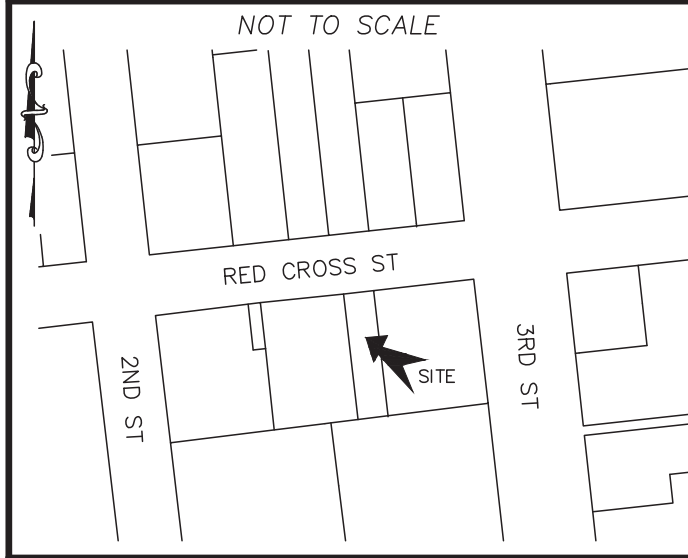 NOT TO SCALE
RED CROSS ST
2ND ST
3RD ST
SITE